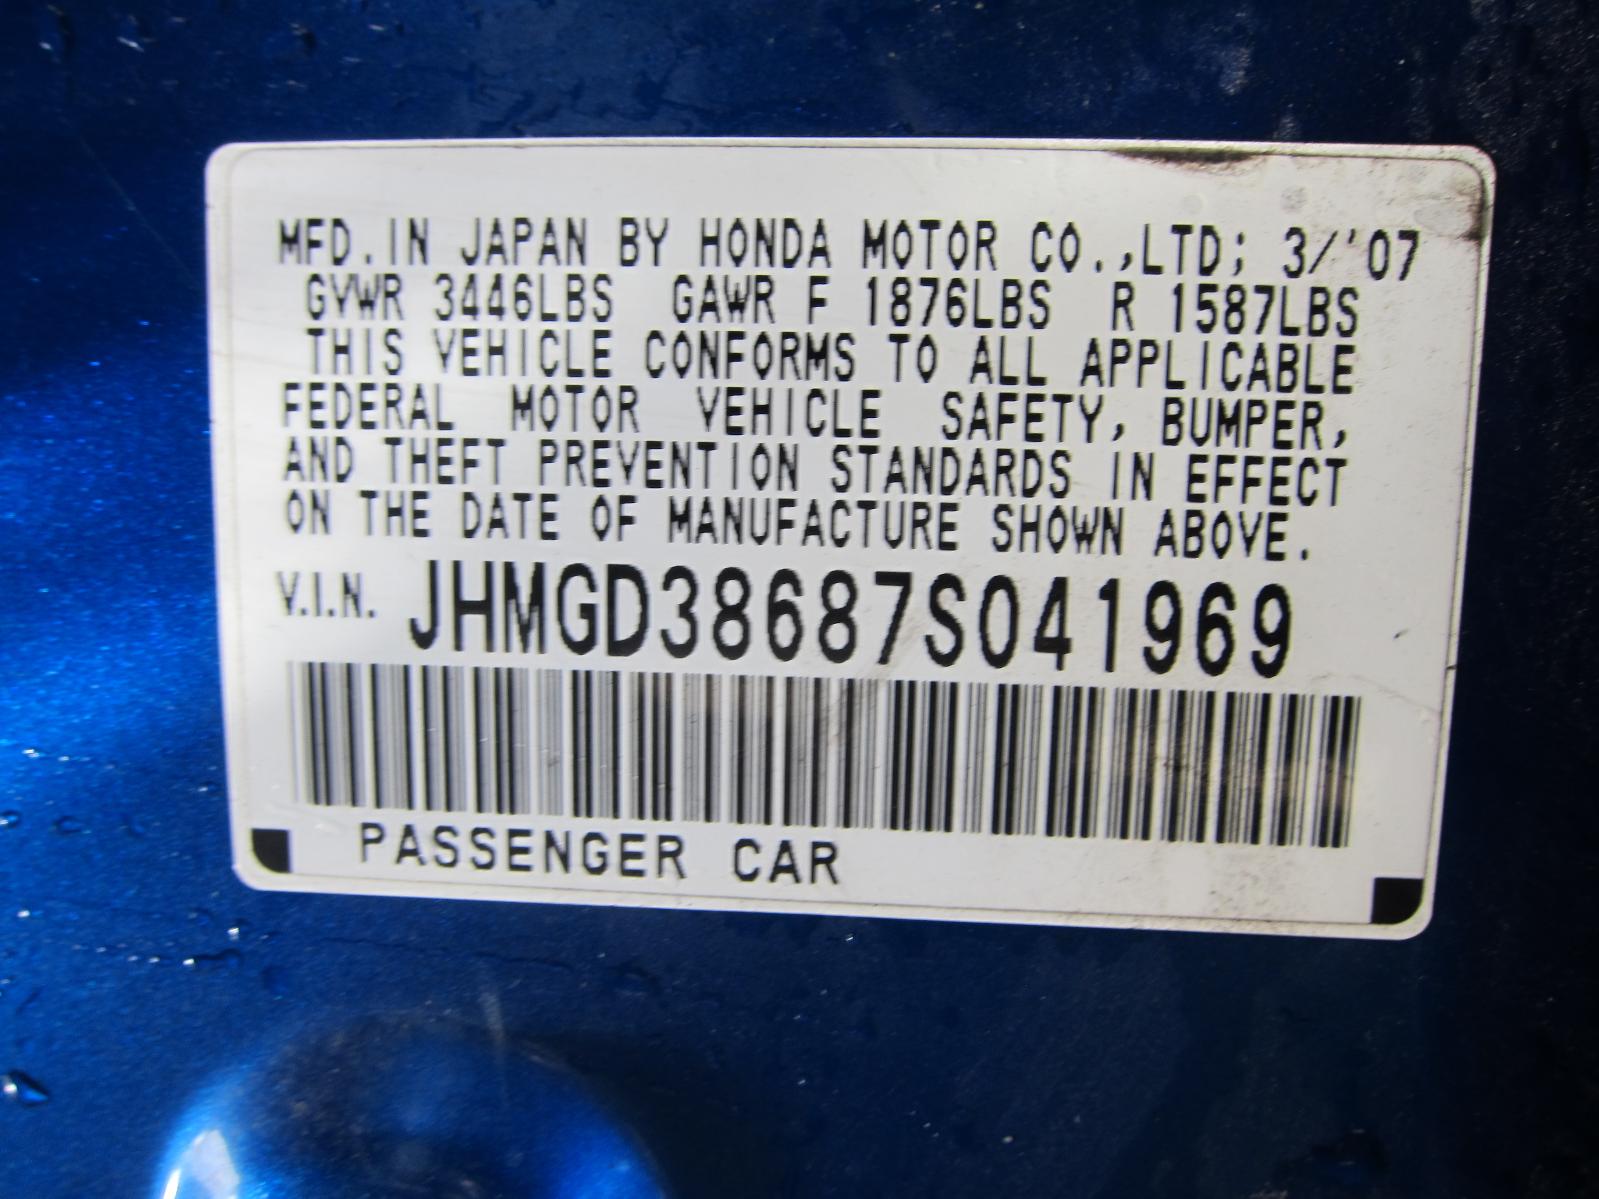 MFD.IN JAPAN BY HONDA MOTOR CO.,LTD; 3/'07
GVWR 3446LBS GAWR F 1876LBS R 1587LBS
THIS VEHICLE CONFORMS TO ALL APPLICABLE
FEDERAL MOTOR VEHICLE SAFETY, BUMPER,
AND THEFT PREVENTION STANDARDS IN EFFECT
ON THE DATE OF MANUFACTURE SHOWN ABOVE.
V.I.N. JHMGD38687S041969
PASSENGER CAR